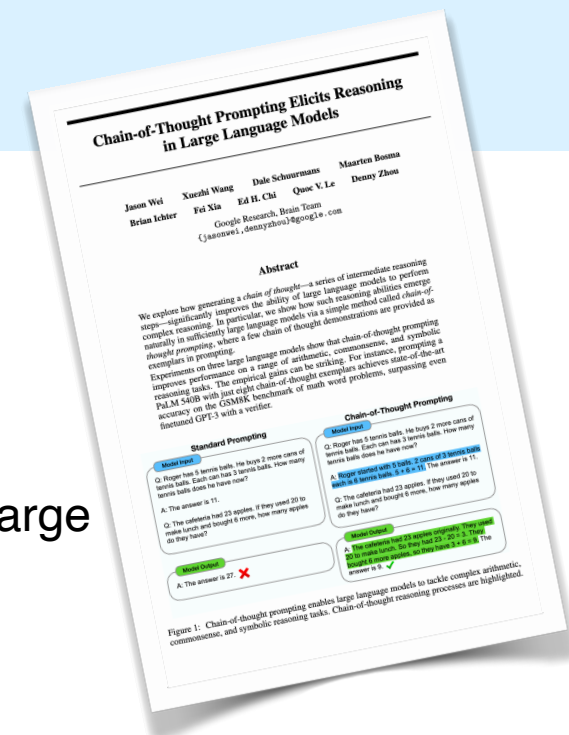 Chain-of-Thought Prompting Elicits Reasoning
in Large Language Models
Jason Wei Xuezhi Wang Dale Schuurmans Maarten Bosma
Brian Ichter Fei Xia Ed H. Chi Quoc V. Le Denny Zhou
Google Research, Brain Team
{jasonwei,dennyzhou}@google.com
Abstract
We explore how generating a chain of thought—a series of intermediate reasoning
steps—significantly improves the ability of large language models to perform
complex reasoning. In particular, we show how such reasoning abilities emerge
naturally in sufficiently large language models via a simple method called chain-of-
thought prompting, where a few chain of thought demonstrations are provided as
exemplars in prompting.
Experiments on three large language models show that chain-of-thought prompting
improves performance on a range of arithmetic, commonsense, and symbolic
reasoning tasks. The empirical gains can be striking. For instance, prompting a
PaLM 540B with just eight chain-of-thought exemplars achieves state-of-the-art
accuracy on the GSM8K benchmark of math word problems, surpassing even
finetuned GPT-3 with a verifier.
Standard Prompting
Model Input
Q: Roger has 5 tennis balls. He buys 2 more cans of
tennis balls. Each can has 3 tennis balls. How many
tennis balls does he have now?
A: The answer is 11.
Q: The cafeteria had 23 apples. If they used 20 to
make lunch and bought 6 more, how many apples
do they have?
Model Output
A: The answer is 27.
Chain-of-Thought Prompting
Model Input
Q: Roger has 5 tennis balls. He buys 2 more cans of
tennis balls. Each can has 3 tennis balls. How many
tennis balls does he have now?
A: Roger started with 5 balls. 2 cans of 3 tennis balls
each is 6 tennis balls. 5 + 6 = 11. The answer is 11.
Q: The cafeteria had 23 apples. If they used 20 to
make lunch and bought 6 more, how many apples
do they have?
Model Output
A: The cafeteria had 23 apples originally. They used
20 to make lunch. So they had 23 - 20 = 3. They
bought 6 more apples, so they have 3 + 6 = 9. The
answer is 9.
Figure 1: Chain-of-thought prompting enables large language models to tackle complex arithmetic,
commonsense, and symbolic reasoning tasks. Chain-of-thought reasoning processes are highlighted.
arge